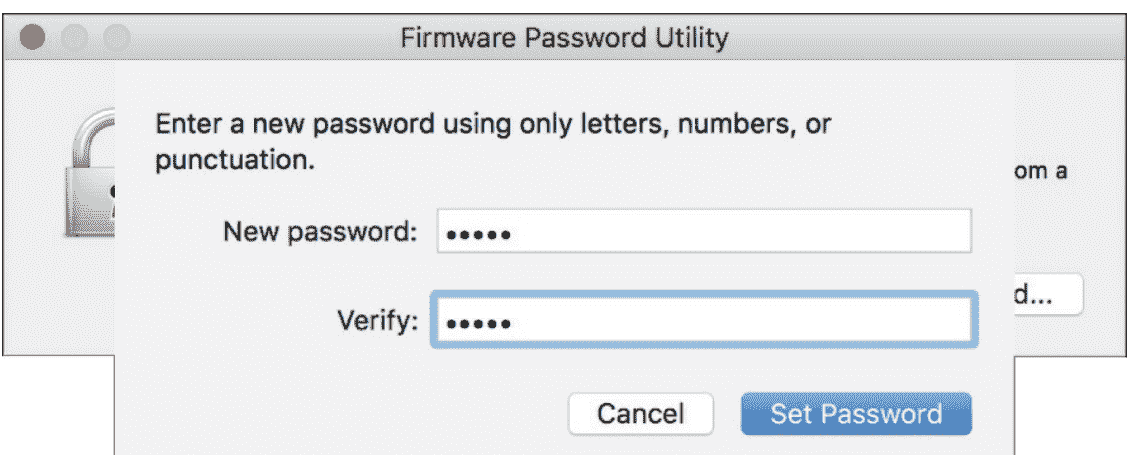 Firmware Password Utility
Enter a new password using only letters, numbers, or
punctuation.
om a
New password: •••••
d...
Verify: •••••
Cancel Set Password